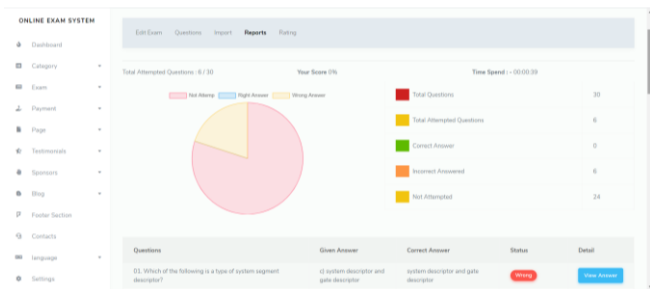 ONLINE EXAM SYSTEM
Dashboard
Category
Exam
Payment
Page
Testimonials
Sponsors
Blog
Footer Section
Contacts
language
Settings
Edit Exam Questions Import Reports Rating
Total Attempted Questions : 6 / 30 Your Score 0% Time Spend : - 00:00:39
Not Attemp Right Answer Wrong Answer
Total Questions 30
Total Attempted Questions 6
Correct Answer 0
Incorrect Answered 6
Not Attempted 24
Questions Given Answer Correct Answer Status Detail
01. Which of the following is a type of system segment
descriptor?
c) system descriptor and
gate descriptor
system descriptor and gate
descriptor
Wrong
View Answer